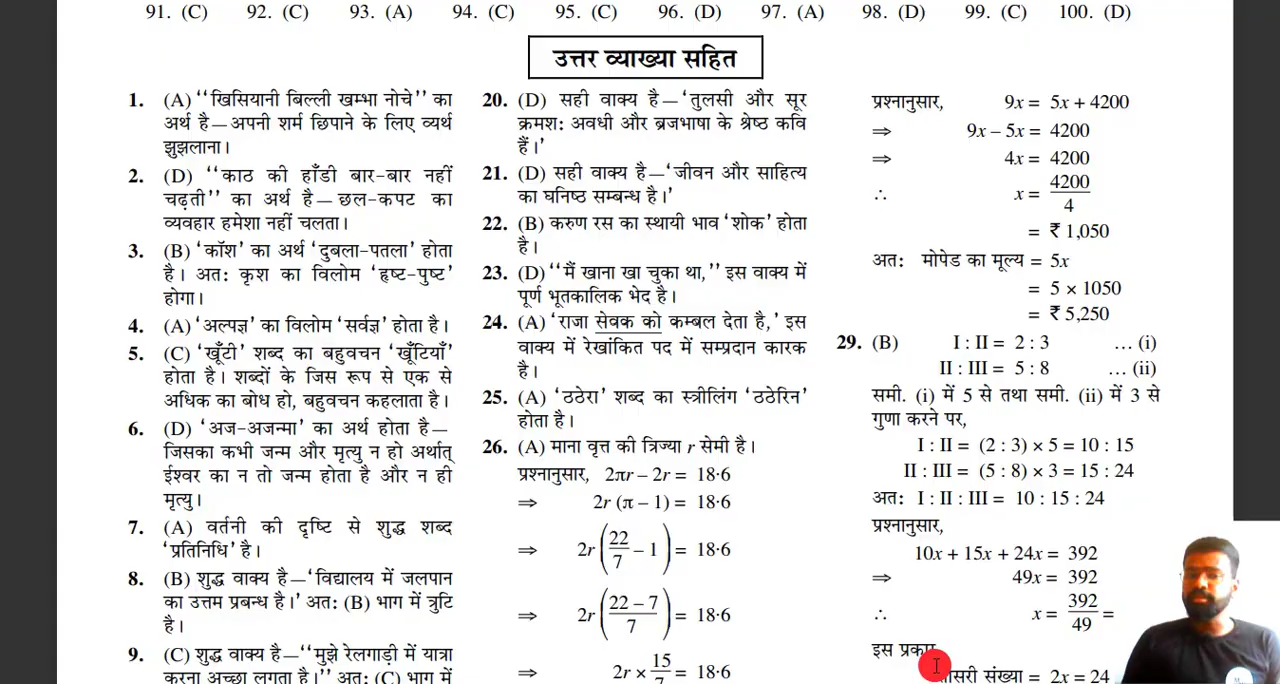 91. (C) 92. (C) 93. (A) 94. (C) 95. (C) 96. (D) 97. (A) 98. (D) 99. (C) 100. (D)
उत्तर व्याख्या सहित
1. (A) ‘‘खिसियानी बिल्ली खम्भा नोचे’’ का
अर्थ है—अपनी शर्म छिपाने के लिए व्यर्थ
झुझलाना।
2. (D) ‘‘काठ की हाँडी बार-बार नहीं
चढ़ती’’ का अर्थ है—छल-कपट का
व्यवहार हमेशा नहीं चलता।
3. (B) ‘कॉश’ का अर्थ ‘दुबला-पतला’ होता
है। अतः कृश का विलोम ‘हृष्ट-पुष्ट’
होगा।
4. (A) ‘अल्पज्ञ’ का विलोम ‘सर्वज्ञ’ होता है।
5. (C) ‘खूँटी’ शब्द का बहुवचन ‘खूँटियाँ’
होता है। शब्दों के जिस रूप से एक से
अधिक का बोध हो, बहुवचन कहलाता है।
6. (D) ‘अज-अजन्मा’ का अर्थ होता है—
जिसका कभी जन्म और मृत्यु न हो अर्थात्
ईश्वर का न तो जन्म होता है और न ही
मृत्यु।
7. (A) वर्तनी की दृष्टि से शुद्ध शब्द
‘प्रतिनिधि’ है।
8. (B) शुद्ध वाक्य है—‘विद्यालय में जलपान
का उत्तम प्रबन्ध है।’ अतः (B) भाग में त्रुटि
है।
9. (C) शुद्ध वाक्य है—‘‘मुझे रेलगाड़ी में यात्रा
करना अच्छा लगता है।’’ अतः (C) भाग में
20. (D) सही वाक्य है—‘तुलसी और सूर
क्रमशः अवधी और ब्रजभाषा के श्रेष्ठ कवि
हैं।’
21. (D) सही वाक्य है—‘जीवन और साहित्य
का घनिष्ठ सम्बन्ध है।’
22. (B) करुण रस का स्थायी भाव ‘शोक’ होता
है।
23. (D) ‘‘मैं खाना खा चुका था,’’ इस वाक्य में
पूर्ण भूतकालिक भेद है।
24. (A) ‘राजा सेवक को कम्बल देता है,’ इस
वाक्य में रेखांकित पद में सम्प्रदान कारक
है।
25. (A) ‘ठठेरा’ शब्द का स्त्रीलिंग ‘ठठेरिन’
होता है।
26. (A) माना वृत्त की त्रिज्या r सेमी है।
प्रश्नानुसार, 2πr – 2r = 18·6
⇒ 2r (π – 1) = 18·6
⇒ 2r (22/7 – 1) = 18·6
⇒ 2r ((22 – 7)/7) = 18·6
⇒ 2r × 15/7 = 18·6
प्रश्नानुसार, 9x = 5x + 4200
⇒ 9x – 5x = 4200
⇒ 4x = 4200
∴ x = 4200/4
= ₹ 1,050
अतः मोपेड का मूल्य = 5x
= 5 × 1050
= ₹ 5,250
29. (B) I : II = 2 : 3 … (i)
II : III = 5 : 8 … (ii)
समी. (i) में 5 से तथा समी. (ii) में 3 से
गुणा करने पर,
I : II = (2 : 3) × 5 = 10 : 15
II : III = (5 : 8) × 3 = 15 : 24
अतः I : II : III = 10 : 15 : 24
प्रश्नानुसार,
10x + 15x + 24x = 392
⇒ 49x = 392
∴ x = 392/49 =
इस प्रकार
संख्या = 2x = 24